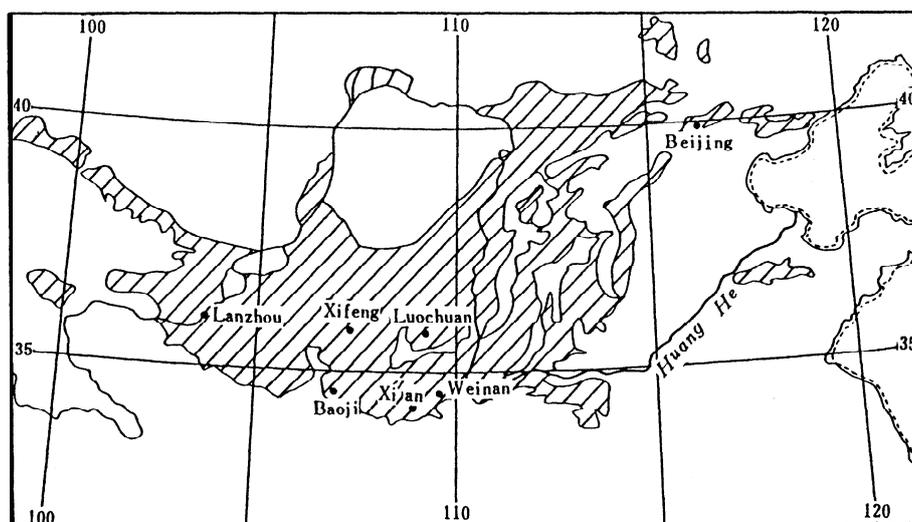 100
110
120
40
40
Beijing
Lanzhou
Xifeng
Luochuan
Huang He
35
35
Baoji
Xi'an
Weinan
100
110
120